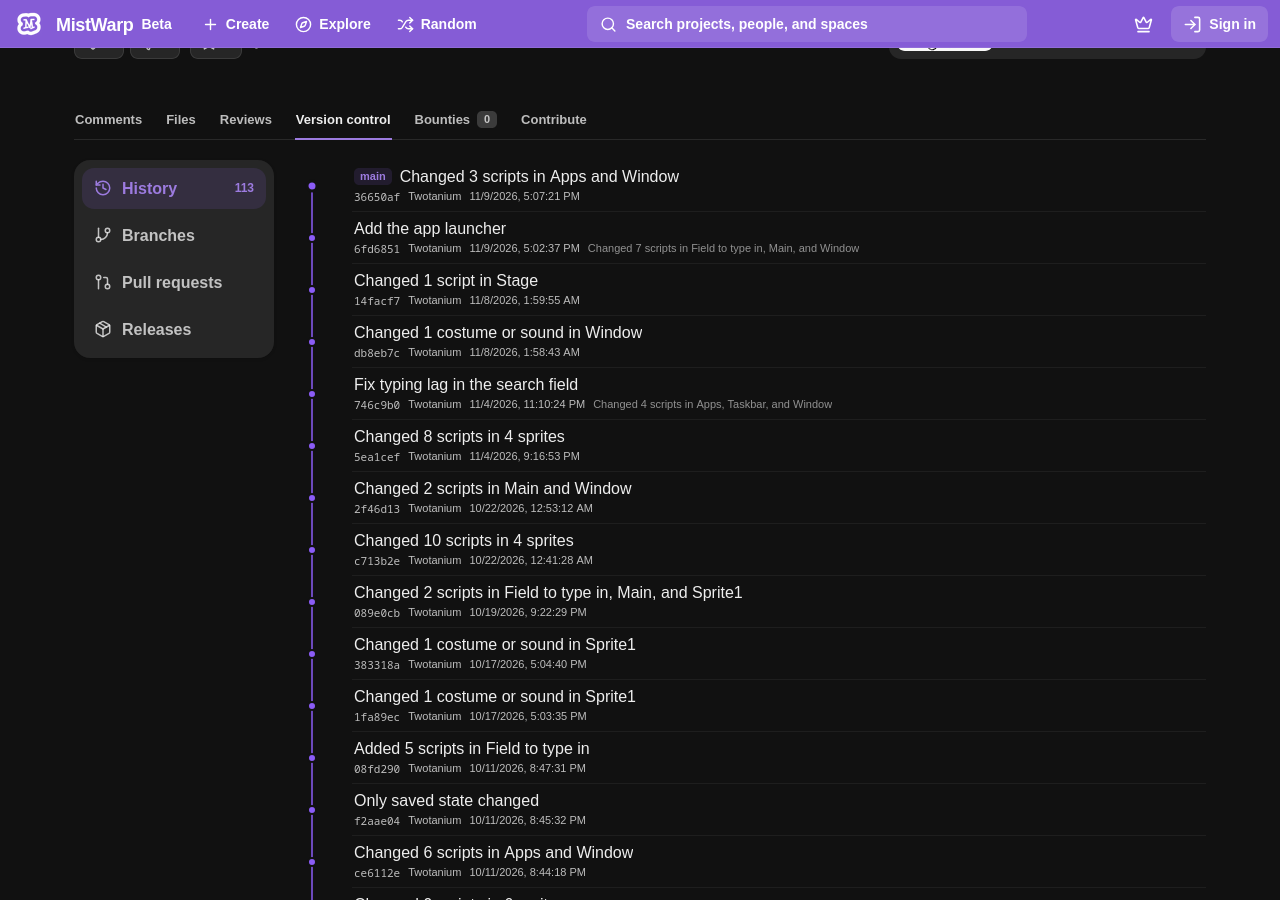 MistWarp Beta Create Explore Random Search projects, people, and spaces Sign in
Comments Files Reviews Version control Bounties 0 Contribute
History 113
Branches
Pull requests
Releases
main Changed 3 scripts in Apps and Window
36650af Twotanium 11/9/2026, 5:07:21 PM
Add the app launcher
6fd6851 Twotanium 11/9/2026, 5:02:37 PM Changed 7 scripts in Field to type in, Main, and Window
Changed 1 script in Stage
14facf7 Twotanium 11/8/2026, 1:59:55 AM
Changed 1 costume or sound in Window
db8eb7c Twotanium 11/8/2026, 1:58:43 AM
Fix typing lag in the search field
746c9b0 Twotanium 11/4/2026, 11:10:24 PM Changed 4 scripts in Apps, Taskbar, and Window
Changed 8 scripts in 4 sprites
5ea1cef Twotanium 11/4/2026, 9:16:53 PM
Changed 2 scripts in Main and Window
2f46d13 Twotanium 10/22/2026, 12:53:12 AM
Changed 10 scripts in 4 sprites
c713b2e Twotanium 10/22/2026, 12:41:28 AM
Changed 2 scripts in Field to type in, Main, and Sprite1
089e0cb Twotanium 10/19/2026, 9:22:29 PM
Changed 1 costume or sound in Sprite1
383318a Twotanium 10/17/2026, 5:04:40 PM
Changed 1 costume or sound in Sprite1
1fa89ec Twotanium 10/17/2026, 5:03:35 PM
Added 5 scripts in Field to type in
08fd290 Twotanium 10/11/2026, 8:47:31 PM
Only saved state changed
f2aae04 Twotanium 10/11/2026, 8:45:32 PM
Changed 6 scripts in Apps and Window
ce6112e Twotanium 10/11/2026, 8:44:18 PM